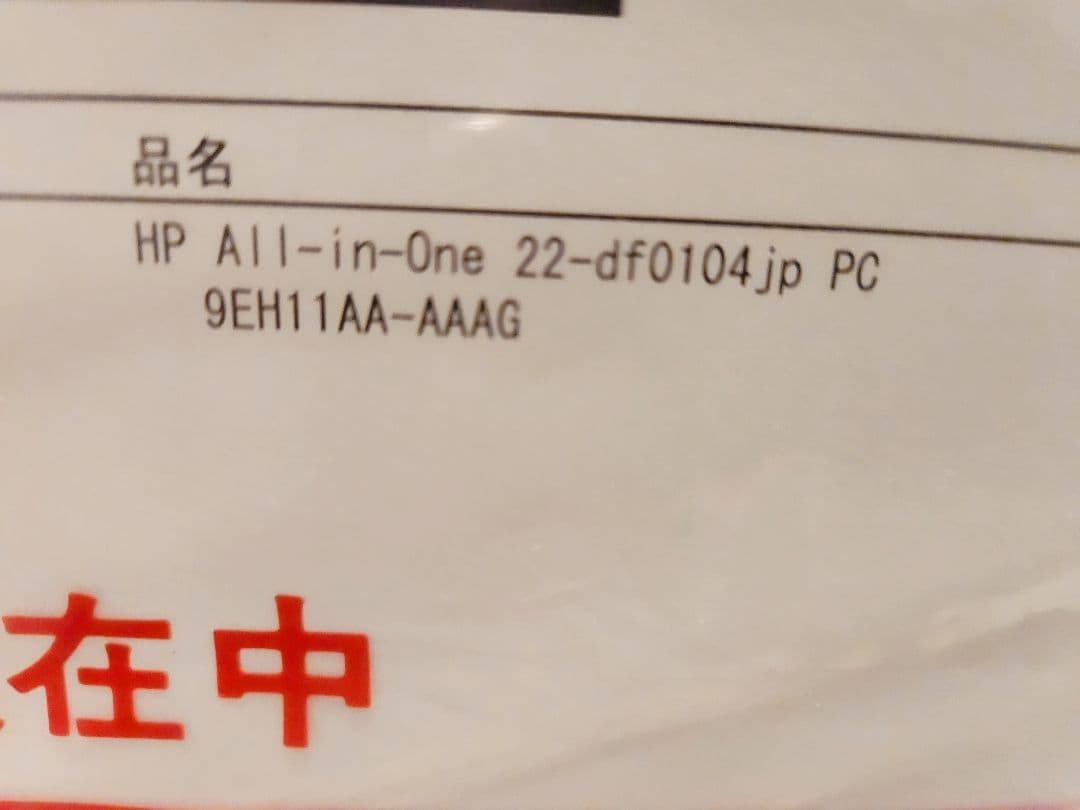 品名
HP All-in-One 22-df0104jp PC
9EH11AA-AAAG
在中